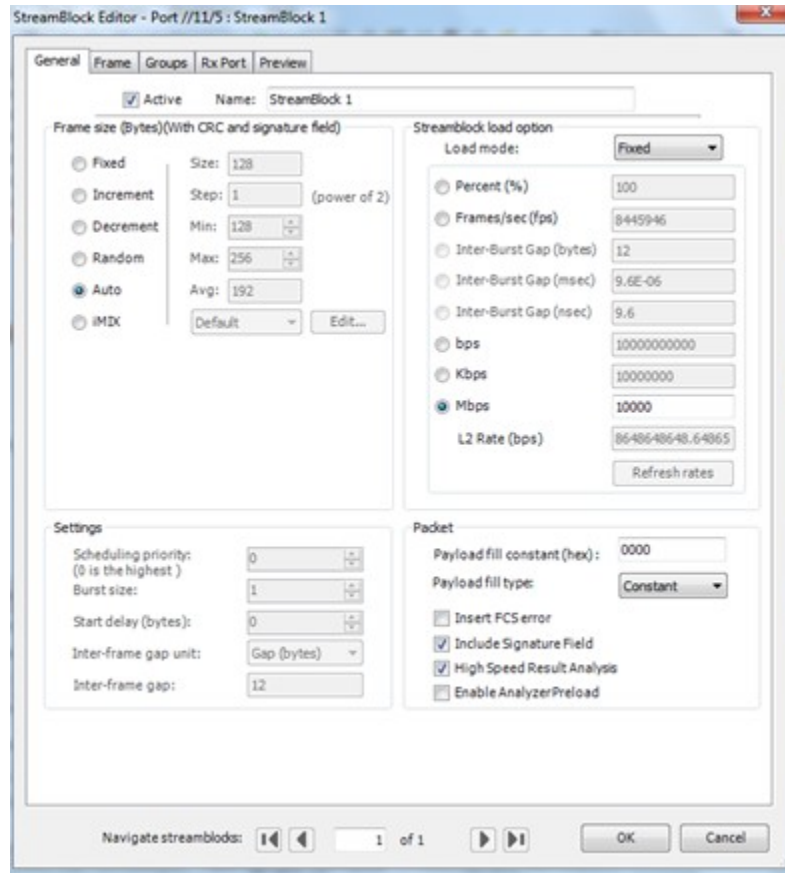 StreamBlock Editor - Port //11/5 : StreamBlock 1
General Frame Groups Rx Port Preview
Active Name: StreamBlock 1
Frame size (Bytes)(With CRC and signature field)
Fixed Size: 128
Increment Step: 1 (power of 2)
Decrement Min: 128
Random Max: 256
Auto Avg: 192
iMIX Default Edit...
Streamblock load option
Load mode: Fixed
Percent (%) 100
Frames/sec (fps) 8445946
Inter-Burst Gap (bytes) 12
Inter-Burst Gap (msec) 9.6E-06
Inter-Burst Gap (nsec) 9.6
bps 10000000000
Kbps 10000000
Mbps 10000
L2 Rate (bps) 8648648648.64865
Refresh rates
Settings
Scheduling priority: 0
(0 is the highest )
Burst size: 1
Start delay (bytes): 0
Inter-frame gap unit: Gap (bytes)
Inter-frame gap: 12
Packet
Payload fill constant (hex) : 0000
Payload fill type: Constant
Insert FCS error
Include Signature Field
High Speed Result Analysis
Enable Analyzer Preload
Navigate streamblocks: 1 of 1 OK Cancel